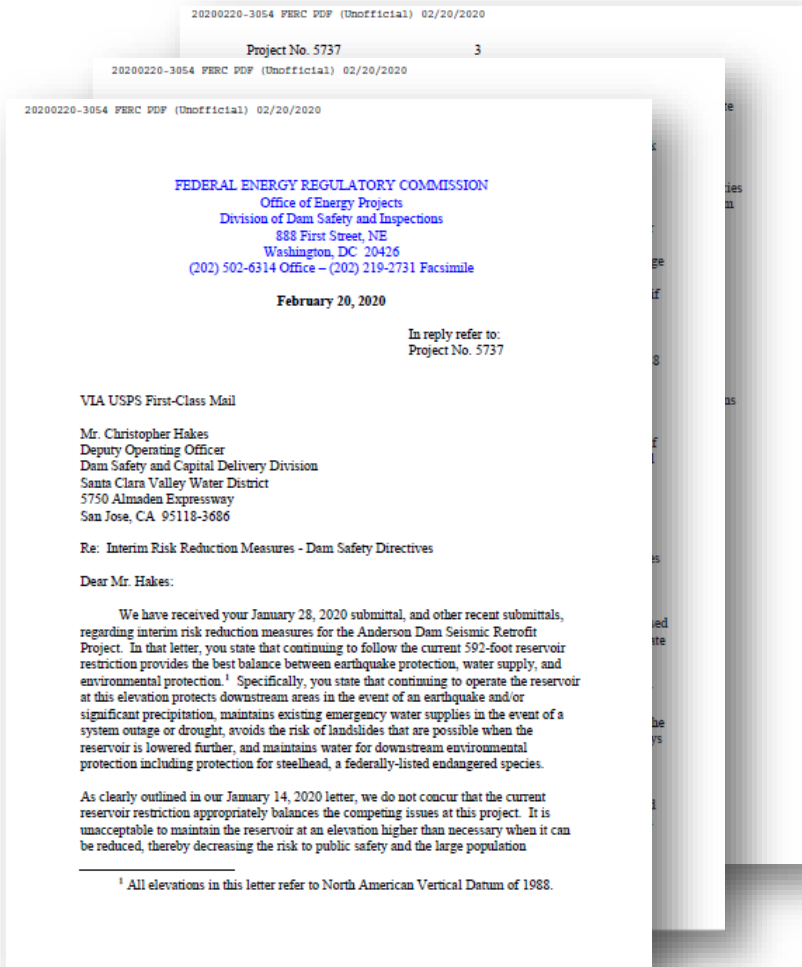 20200220-3054 FERC PDF (Unofficial) 02/20/2020
Project No. 5737 3
20200220-3054 FERC PDF (Unofficial) 02/20/2020
20200220-3054 FERC PDF (Unofficial) 02/20/2020
FEDERAL ENERGY REGULATORY COMMISSION
Office of Energy Projects
Division of Dam Safety and Inspections
888 First Street, NE
Washington, DC 20426
(202) 502-6314 Office – (202) 219-2731 Facsimile
February 20, 2020
In reply refer to:
Project No. 5737
VIA USPS First-Class Mail
Mr. Christopher Hakes
Deputy Operating Officer
Dam Safety and Capital Delivery Division
Santa Clara Valley Water District
5750 Almaden Expressway
San Jose, CA 95118-3686
Re: Interim Risk Reduction Measures - Dam Safety Directives
Dear Mr. Hakes:
We have received your January 28, 2020 submittal, and other recent submittals,
regarding interim risk reduction measures for the Anderson Dam Seismic Retrofit
Project. In that letter, you state that continuing to follow the current 592-foot reservoir
restriction provides the best balance between earthquake protection, water supply, and
environmental protection.¹ Specifically, you state that continuing to operate the reservoir
at this elevation protects downstream areas in the event of an earthquake and/or
significant precipitation, maintains existing emergency water supplies in the event of a
system outage or drought, avoids the risk of landslides that are possible when the
reservoir is lowered further, and maintains water for downstream environmental
protection including protection for steelhead, a federally-listed endangered species.
As clearly outlined in our January 14, 2020 letter, we do not concur that the current
reservoir restriction appropriately balances the competing issues at this project. It is
unacceptable to maintain the reservoir at an elevation higher than necessary when it can
be reduced, thereby decreasing the risk to public safety and the large population
¹ All elevations in this letter refer to North American Vertical Datum of 1988.